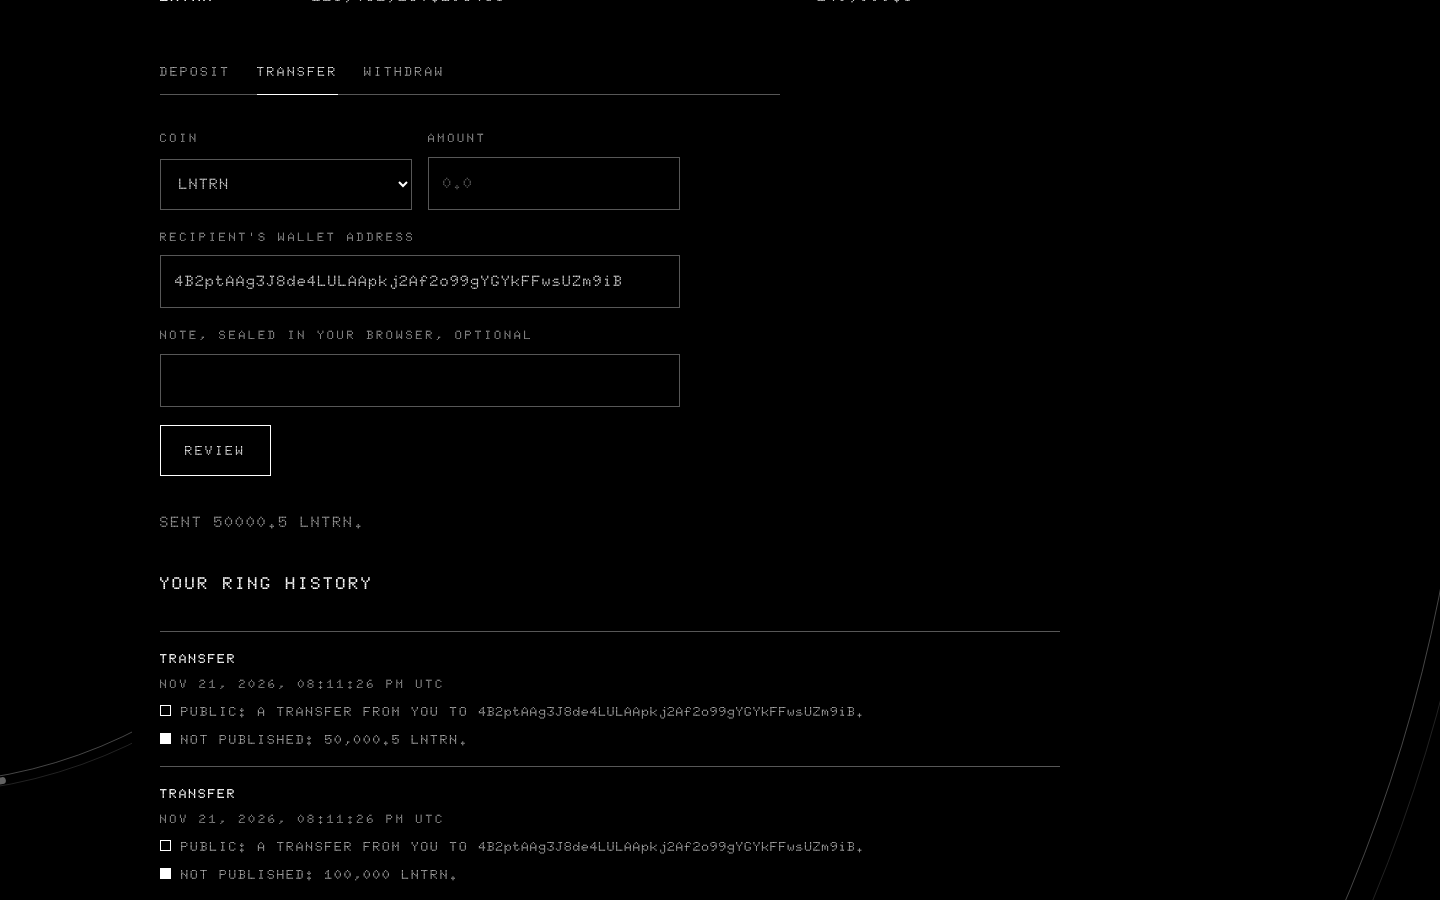 DEPOSIT TRANSFER WITHDRAW
COIN AMOUNT
LNTRN 0.0
RECIPIENT'S WALLET ADDRESS
4B2ptAAg3J8de4LULAApkj2Af2o99gYGYkFFwsUZm9iB
NOTE, SEALED IN YOUR BROWSER, OPTIONAL
REVIEW
SENT 50000.5 LNTRN.
YOUR RING HISTORY
TRANSFER
NOV 21, 2026, 08:11:26 PM UTC
PUBLIC: A TRANSFER FROM YOU TO 4B2ptAAg3J8de4LULAApkj2Af2o99gYGYkFFwsUZm9iB.
NOT PUBLISHED: 50,000.5 LNTRN.
TRANSFER
NOV 21, 2026, 08:11:26 PM UTC
PUBLIC: A TRANSFER FROM YOU TO 4B2ptAAg3J8de4LULAApkj2Af2o99gYGYkFFwsUZm9iB.
NOT PUBLISHED: 100,000 LNTRN.